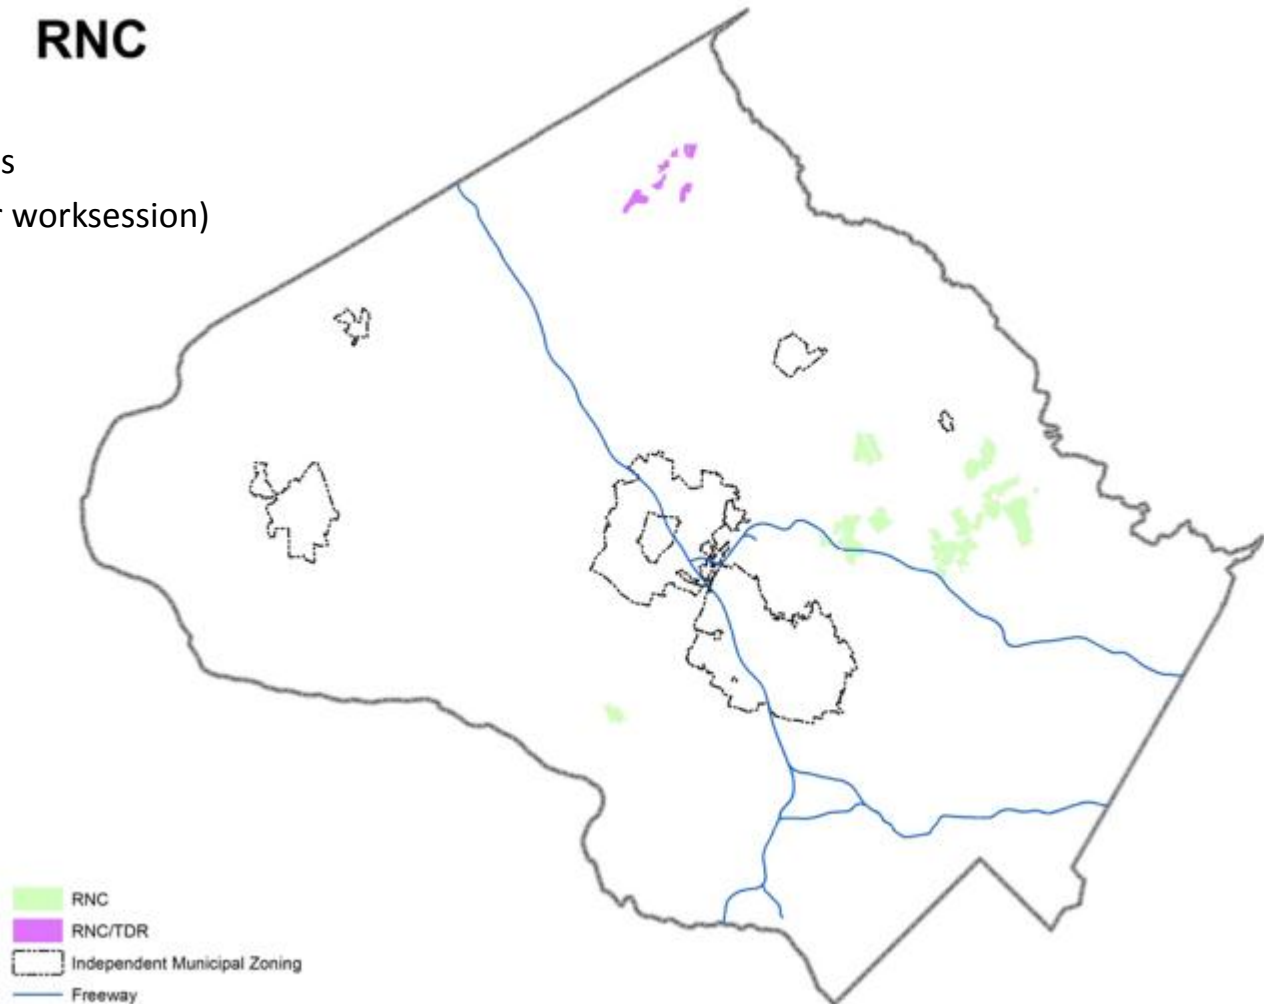 RNC
s
worksession)
RNC
RNC/TDR
Independent Municipal Zoning
Freeway